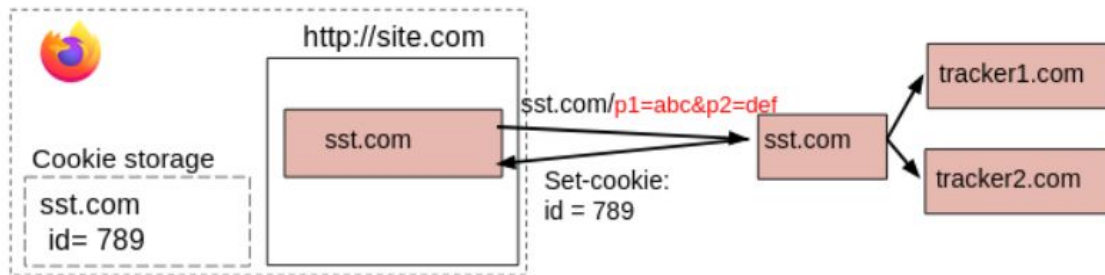 http://site.com
sst.com
Cookie storage
sst.com
id= 789
sst.com/p1=abc&p2=def
Set-cookie:
id = 789
sst.com
tracker1.com
tracker2.com